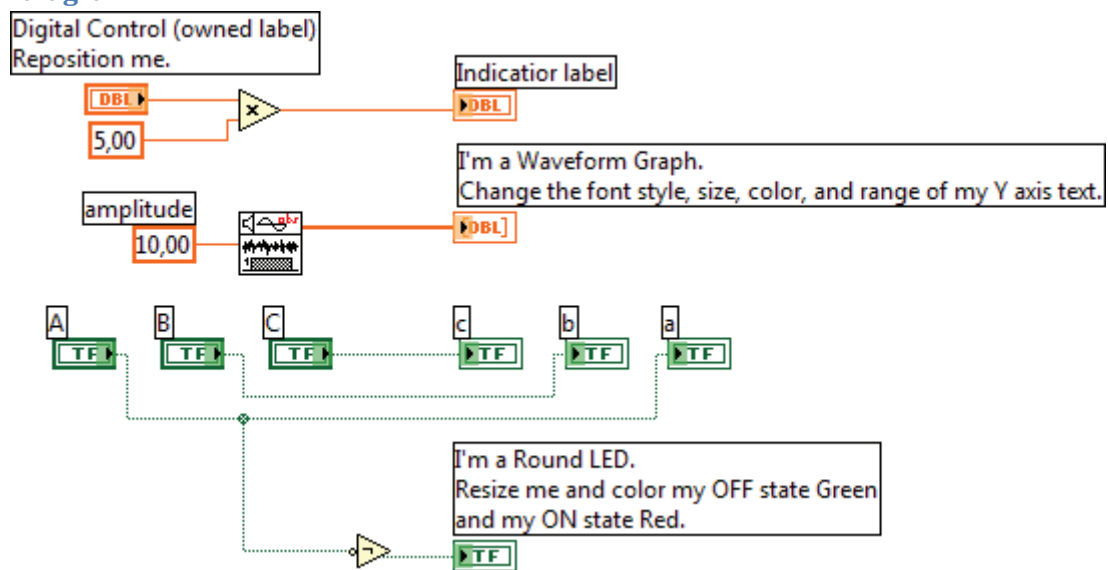 Digital Control (owned label)
Reposition me.
Indicatior label
DBL
DBL
5,00
x
I'm a Waveform Graph.
Change the font style, size, color, and range of my Y axis text.
amplitude
10,00
DBL]
A
B
C
c
b
a
TF
TF
TF
TF
TF
TF
I'm a Round LED.
Resize me and color my OFF state Green
and my ON state Red.
TF